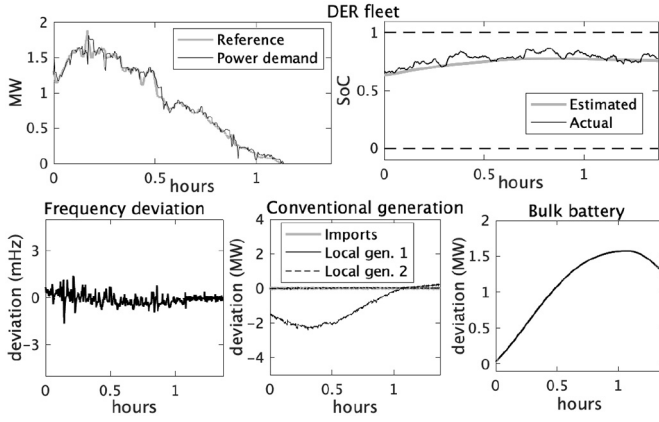 DER fleet
2
1.5
1
0.5
0
MW
Reference
Power demand
0
0.5
1
hours
1
0.5
0
SoC
Estimated
Actual
0
0.5
1
hours
Frequency deviation
3
0
-3
deviation (mHz)
0
0.5
1
hours
Conventional generation
4
2
0
-2
-4
deviation (MW)
Imports
Local gen. 1
Local gen. 2
0
1
hours
Bulk battery
2
1.5
1
0.5
0
deviation (MW)
0
0.5
1
hours